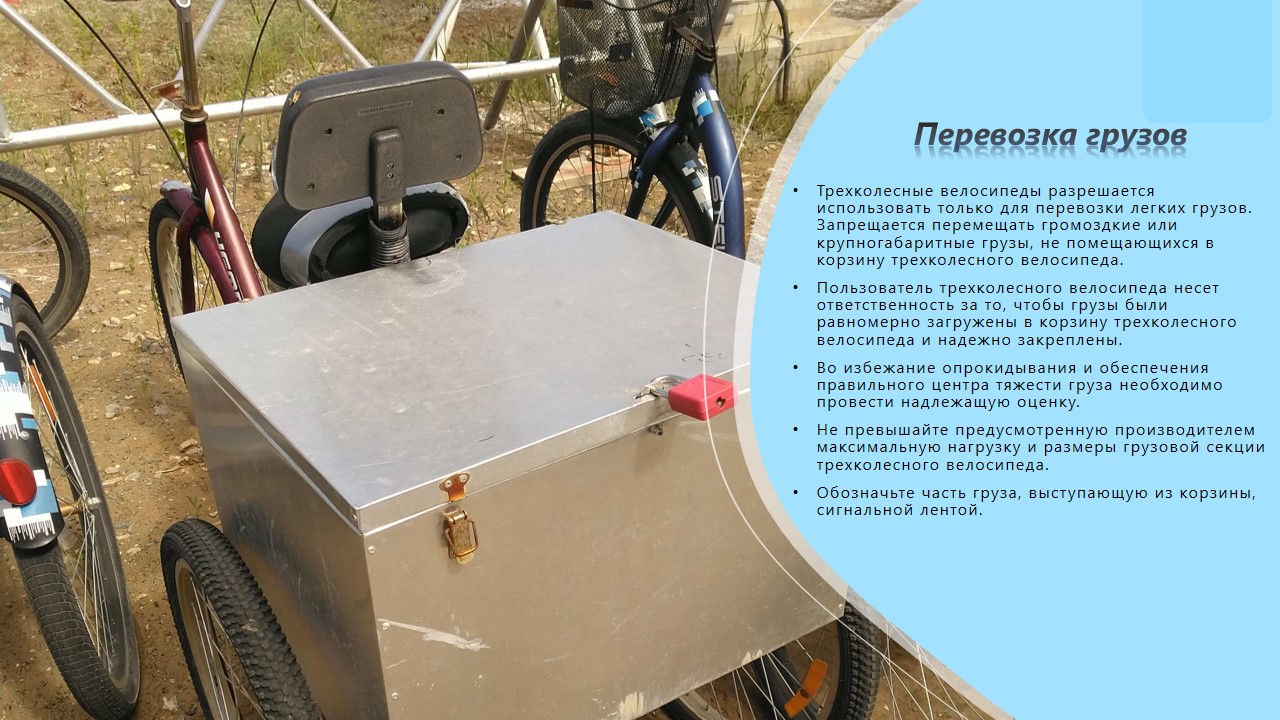 Перевозка грузов
• Трехколесные велосипеды разрешается
использовать только для перевозки легких грузов.
Запрещается перемещать громоздкие или
крупногабаритные грузы, не помещающихся в
корзину трехколесного велосипеда.
• Пользователь трехколесного велосипеда несет
ответственность за то, чтобы грузы были
равномерно загружены в корзину трехколесного
велосипеда и надежно закреплены.
• Во избежание опрокидывания и обеспечения
правильного центра тяжести груза необходимо
провести надлежащую оценку.
• Не превышайте предусмотренную производителем
максимальную нагрузку и размеры грузовой секции
трехколесного велосипеда.
• Обозначьте часть груза, выступающую из корзины,
сигнальной лентой.